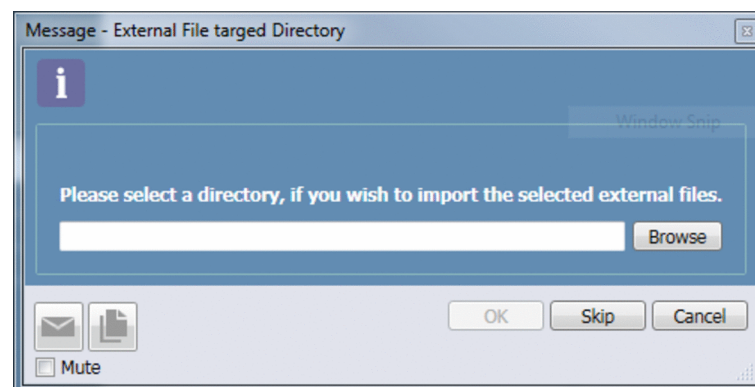 Message - External File targed Directory
i
Window Snip
Please select a directory, if you wish to import the selected external files.
Browse
OK Skip Cancel
Mute